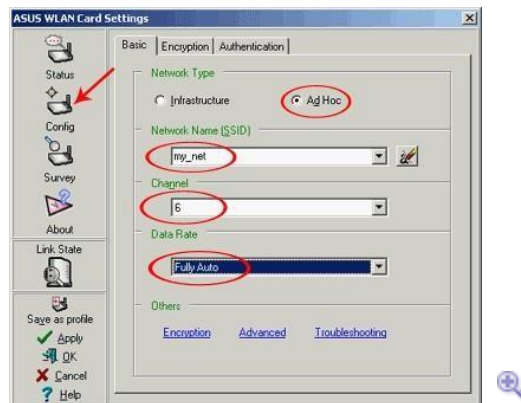 ASUS WLAN Card Settings
Status
Config
Survey
About
Link State
Save as profile
Apply
OK
Cancel
Help
Basic Encryption Authentication
Network Type
Infrastructure Ad Hoc
Network Name (SSID)
my_net
Channel
6
Data Rate
Fully Auto
Others
Encryption Advanced Troubleshooting